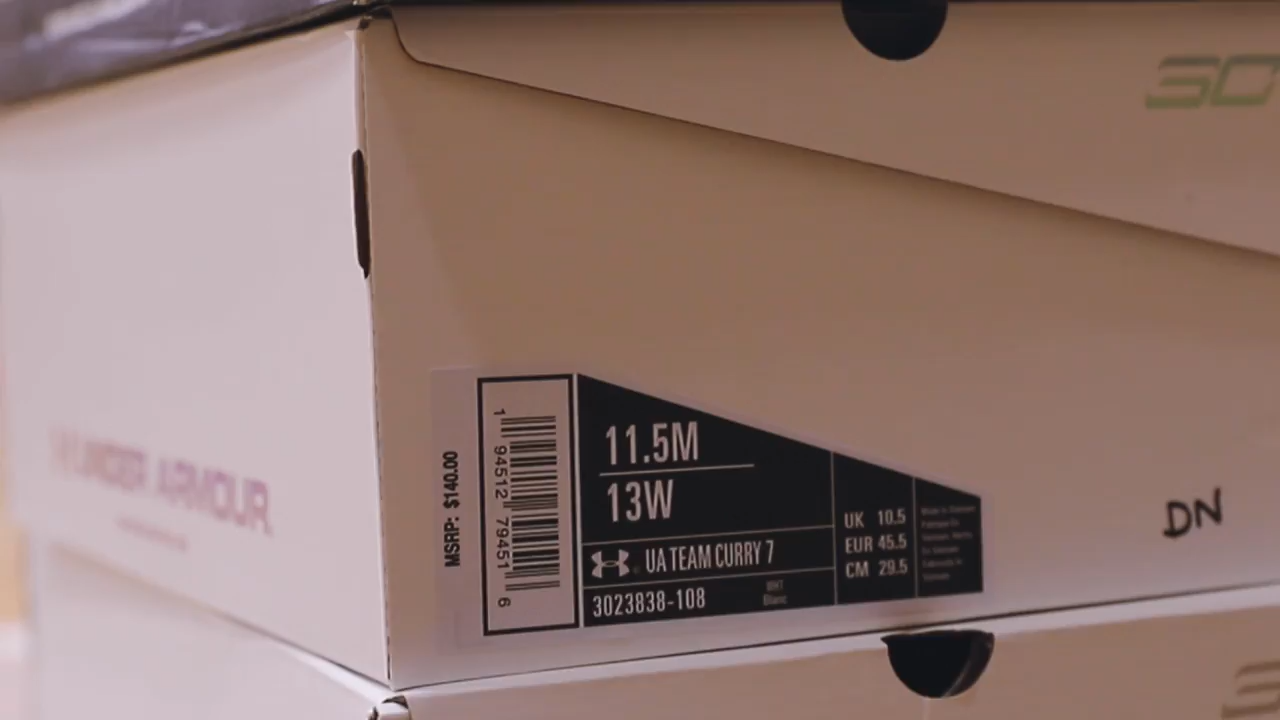 UNDER ARMOUR
MSRP: $140.00
1 94512 79451 6
11.5M
13W
UA TEAM CURRY 7
3023838-108
WHT
Blanc
UK 10.5
EUR 45.5
CM 29.5
DN